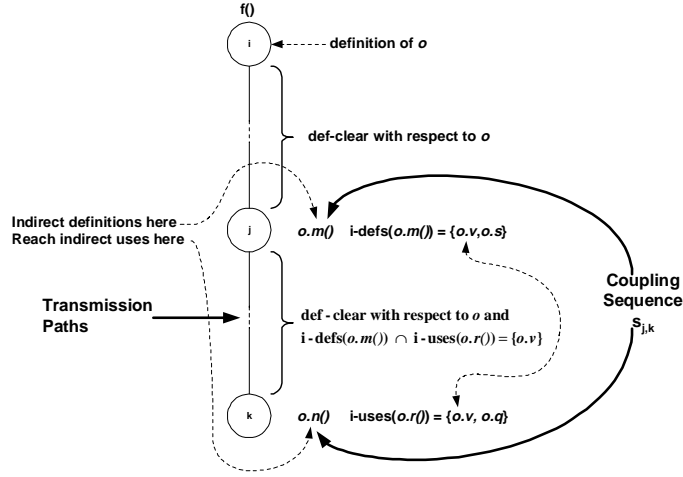 f()
i
definition of o
def-clear with respect to o
Indirect definitions here
Reach indirect uses here
j
o.m() i-defs(o.m()) = {o.v,o.s}
Coupling
Sequence
s j,k
Transmission
Paths
def - clear with respect to o and
i - defs(o.m()) ∩ i - uses(o.r()) = {o.v}
k
o.n() i-uses(o.r()) = {o.v, o.q}